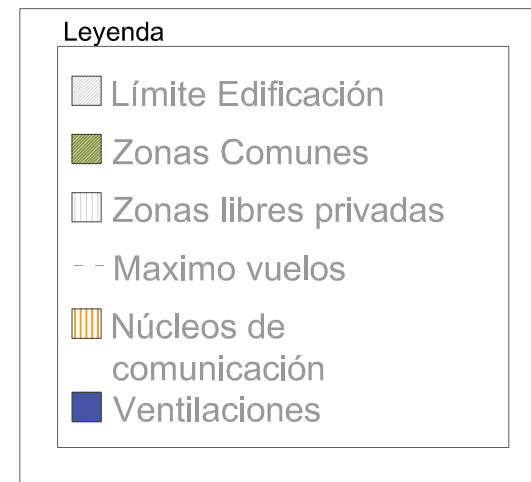 Leyenda
Límite Edificación
Zonas Comunes
Zonas libres privadas
Maximo vuelos
Núcleos de
comunicación
Ventilaciones